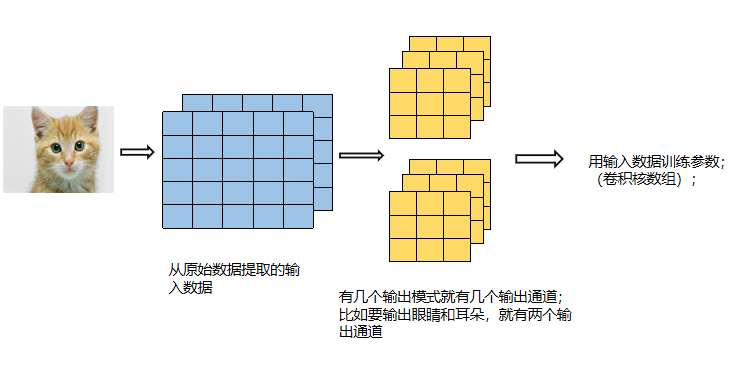 从原始数据提取的输
入数据
有几个输出模式就有几个输出通道；
比如要输出眼睛和耳朵，就有两个输
出通道
用输入数据训练参数；
（卷积核数组）；